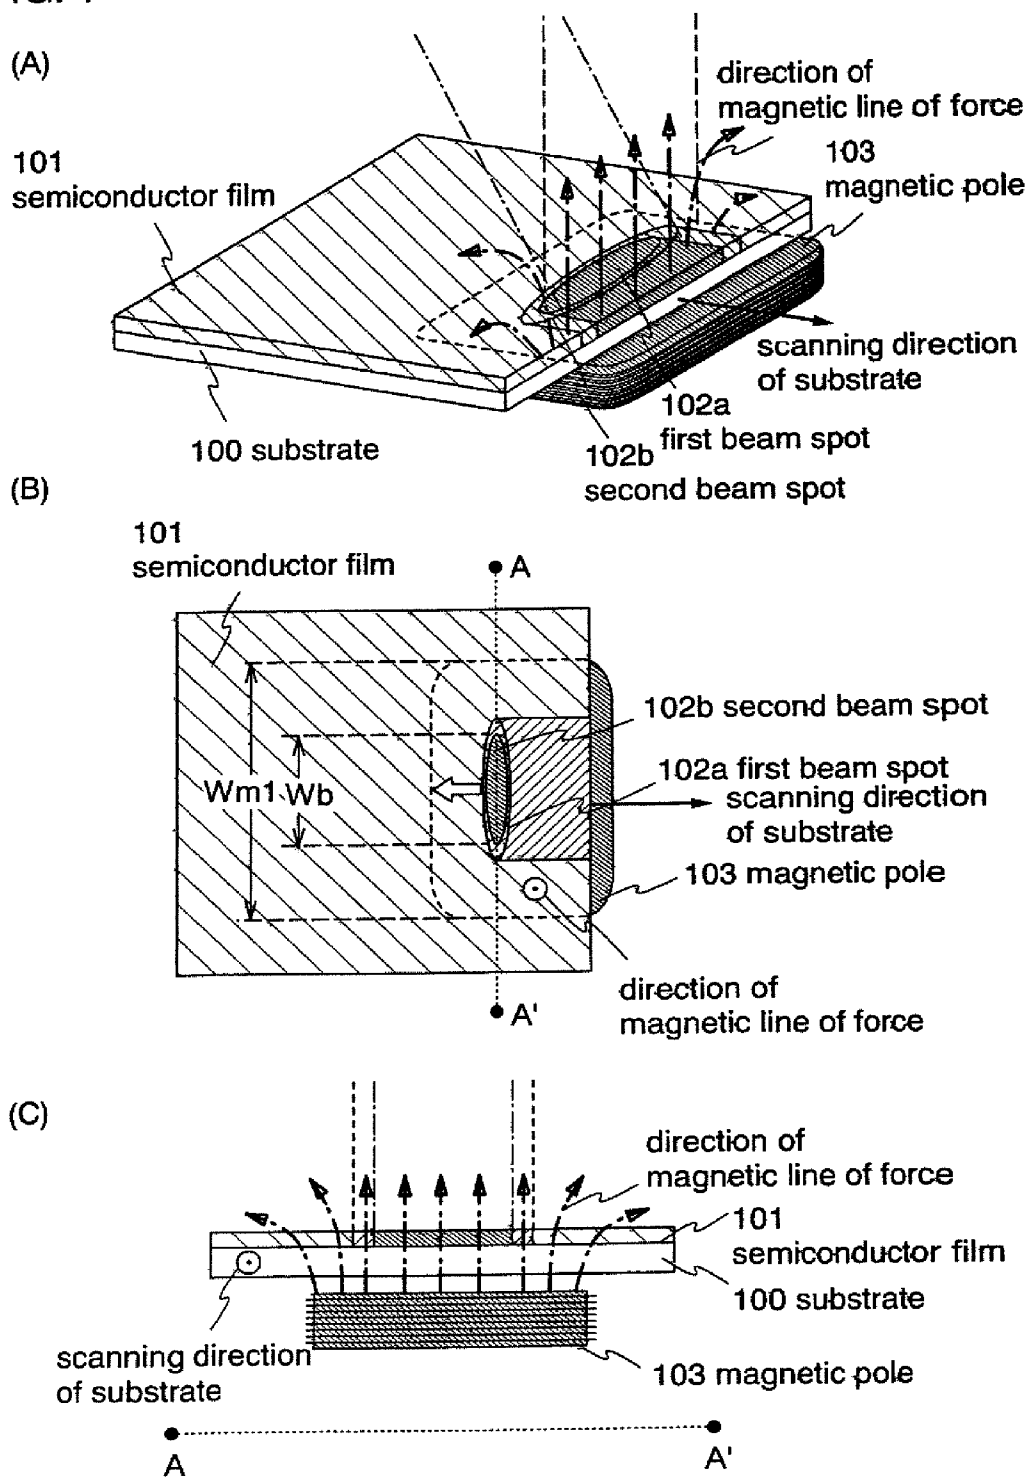 (A)
direction of
magnetic line of force
101
semiconductor film
103
magnetic pole
scanning direction
of substrate
102a
first beam spot
100 substrate
102b
second beam spot
(B)
101
semiconductor film
A
102b second beam spot
102a first beam spot
Wm1 Wb
scanning direction
of substrate
103 magnetic pole
direction of
magnetic line of force
A'
(C)
direction of
magnetic line of force
101
semiconductor film
100 substrate
scanning direction
of substrate
103 magnetic pole
A
A'